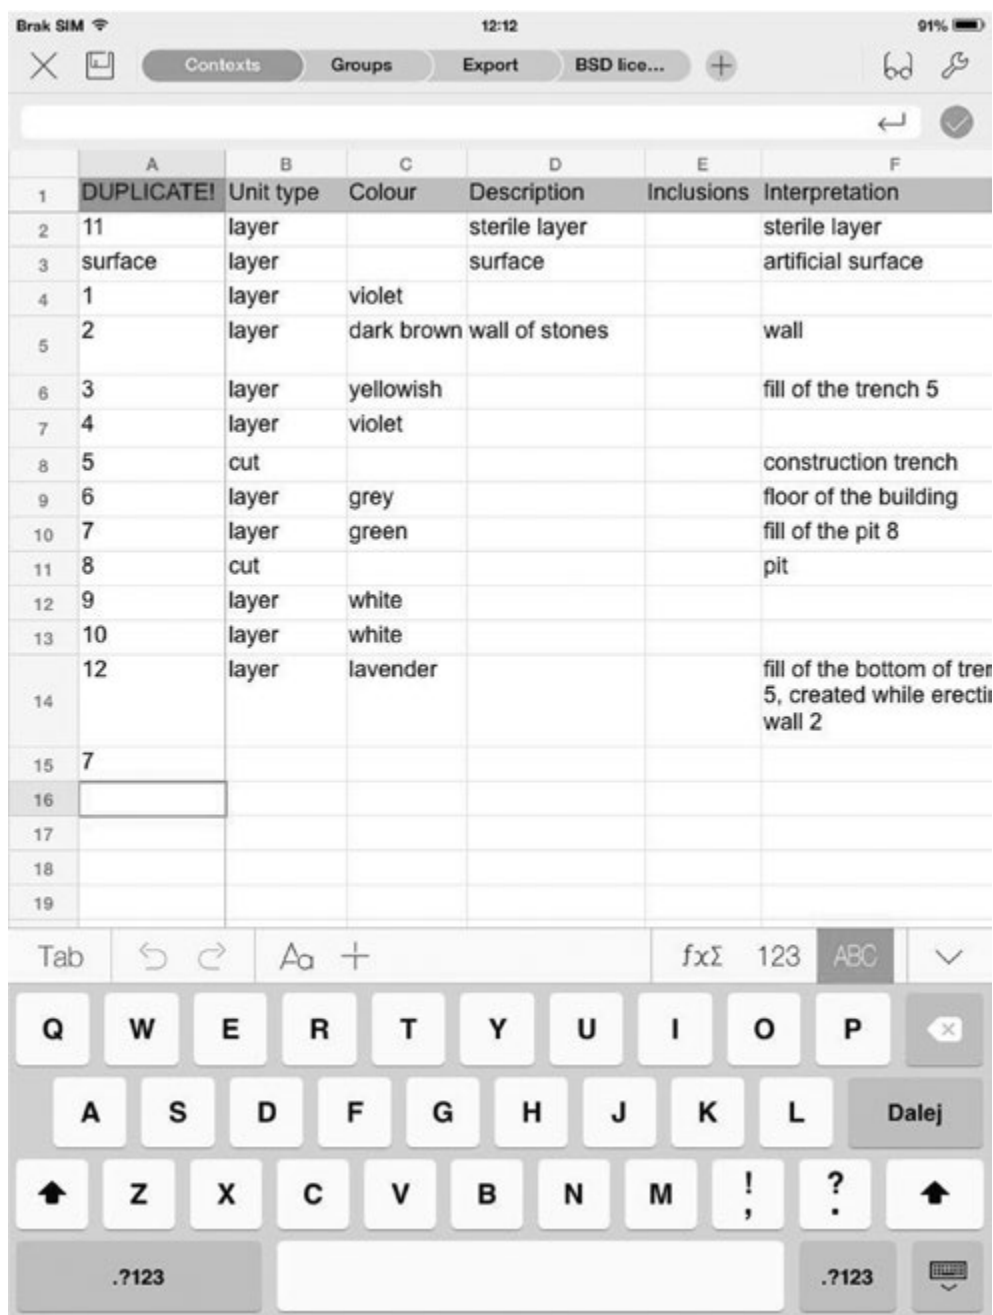 Brak SIM 12:12 91%
Contexts Groups Export BSD lice... +
A B C D E F
1 DUPLICATE! Unit type Colour Description Inclusions Interpretation
2 11 layer sterile layer sterile layer
3 surface layer surface artificial surface
4 1 layer violet
5 2 layer dark brown wall of stones wall
6 3 layer yellowish fill of the trench 5
7 4 layer violet
8 5 cut construction trench
9 6 layer grey floor of the building
10 7 layer green fill of the pit 8
11 8 cut pit
12 9 layer white
13 10 layer white
14 12 layer lavender fill of the bottom of tren
5, created while erectin
wall 2
15 7
16
17
18
19
Tab Aa + fxΣ 123 ABC
Q W E R T Y U I O P
A S D F G H J K L Dalej
Z X C V B N M ! , ? .
.?123 .?123